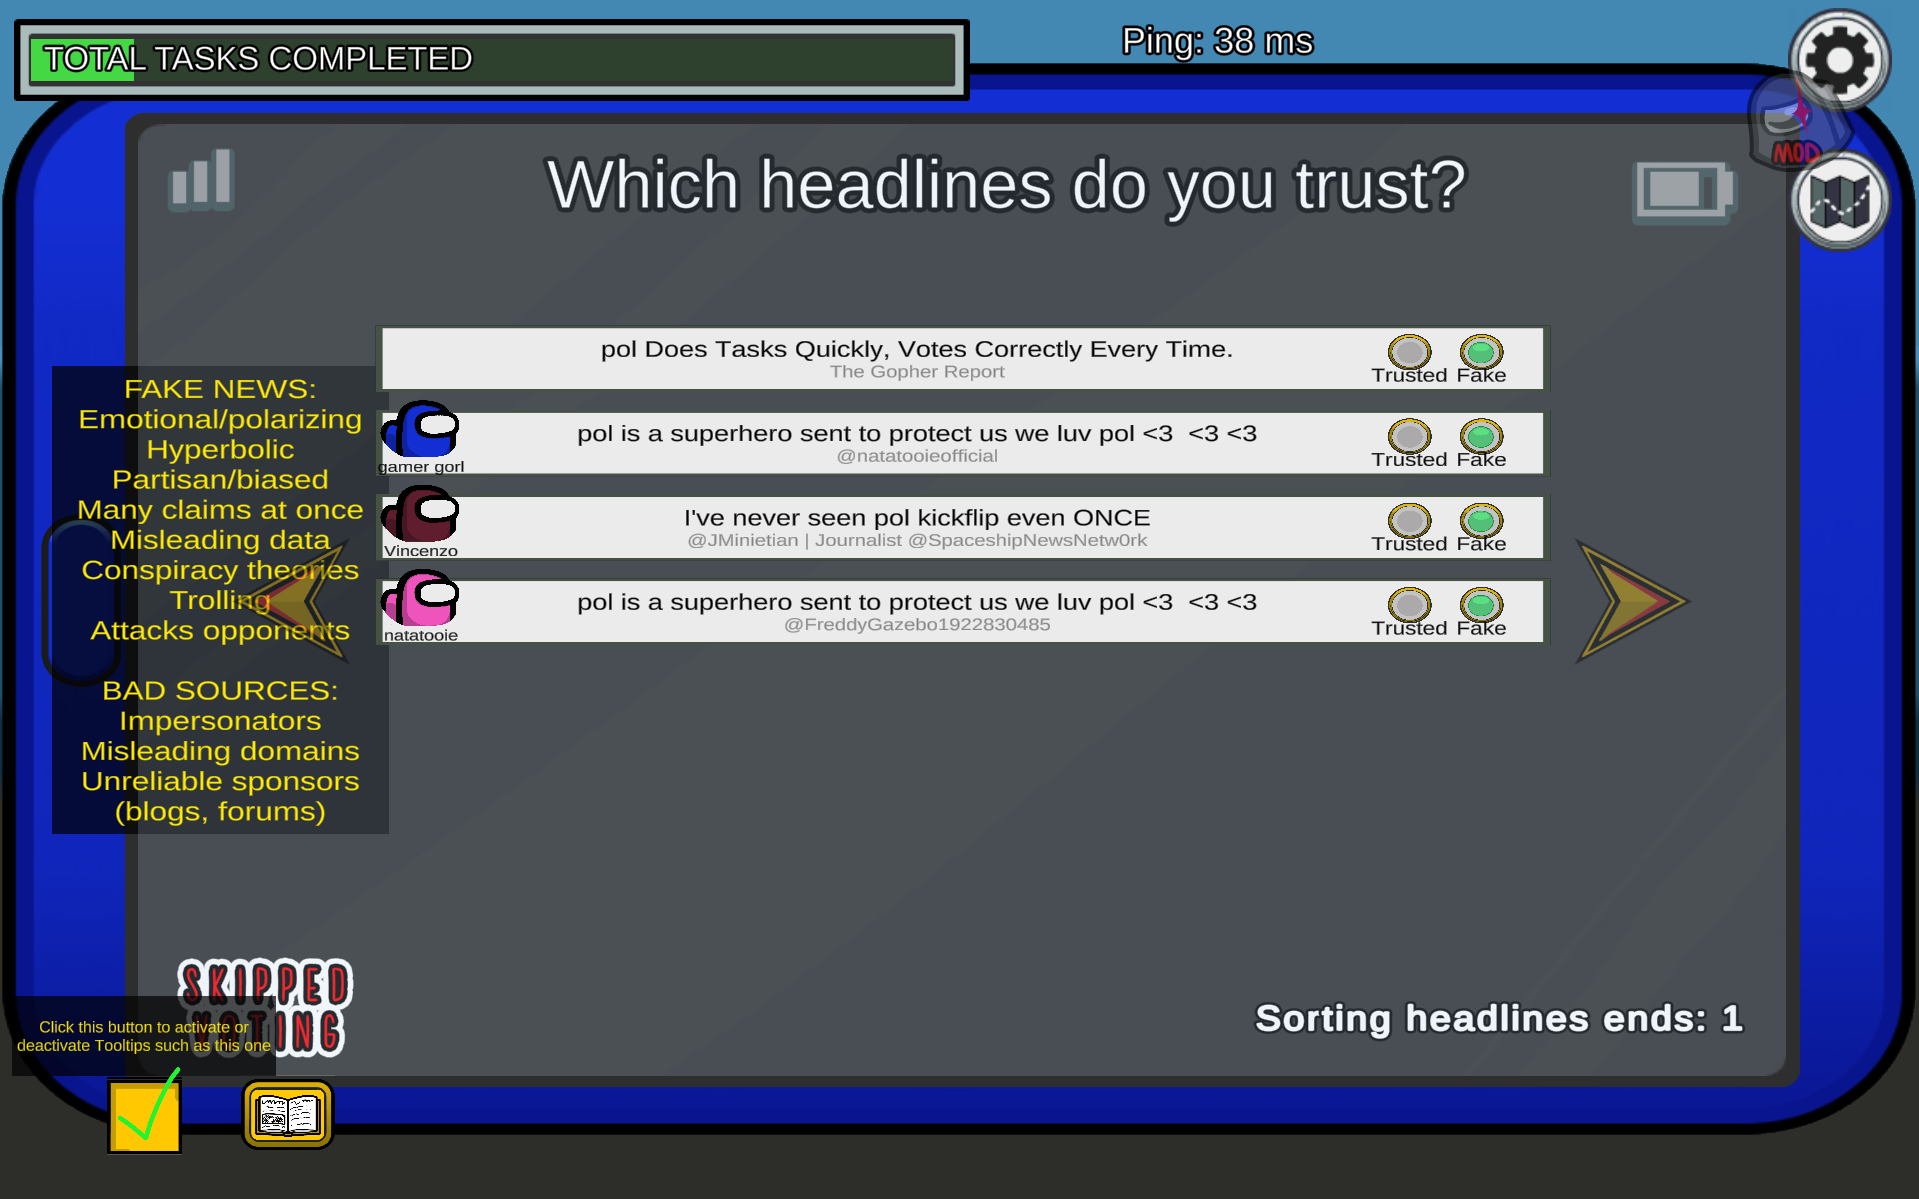 TOTAL TASKS COMPLETED
Ping: 38 ms
MOD
Which headlines do you trust?
pol Does Tasks Quickly, Votes Correctly Every Time.
The Gopher Report
Trusted Fake
gamer gorl
pol is a superhero sent to protect us we luv pol <3  <3 <3
@natatooieofficial
Trusted Fake
Vincenzo
I've never seen pol kickflip even ONCE
@JMinietian | Journalist @SpaceshipNewsNetw0rk
Trusted Fake
natatooie
pol is a superhero sent to protect us we luv pol <3  <3 <3
@FreddyGazebo1922830485
Trusted Fake
FAKE NEWS:
Emotional/polarizing
Hyperbolic
Partisan/biased
Many claims at once
Misleading data
Conspiracy theories
Trolling
Attacks opponents
BAD SOURCES:
Impersonators
Misleading domains
Unreliable sponsors
(blogs, forums)
SKIPPED
VOTING
Sorting headlines ends: 1
Click this button to activate or
deactivate Tooltips such as this one